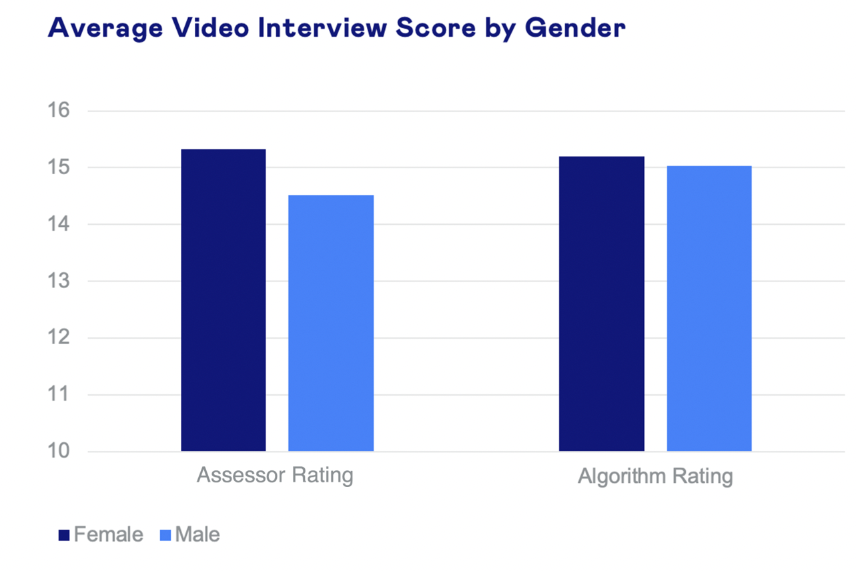 Average Video Interview Score by Gender
16
15
14
13
12
11
10
Assessor Rating Algorithm Rating
Female Male